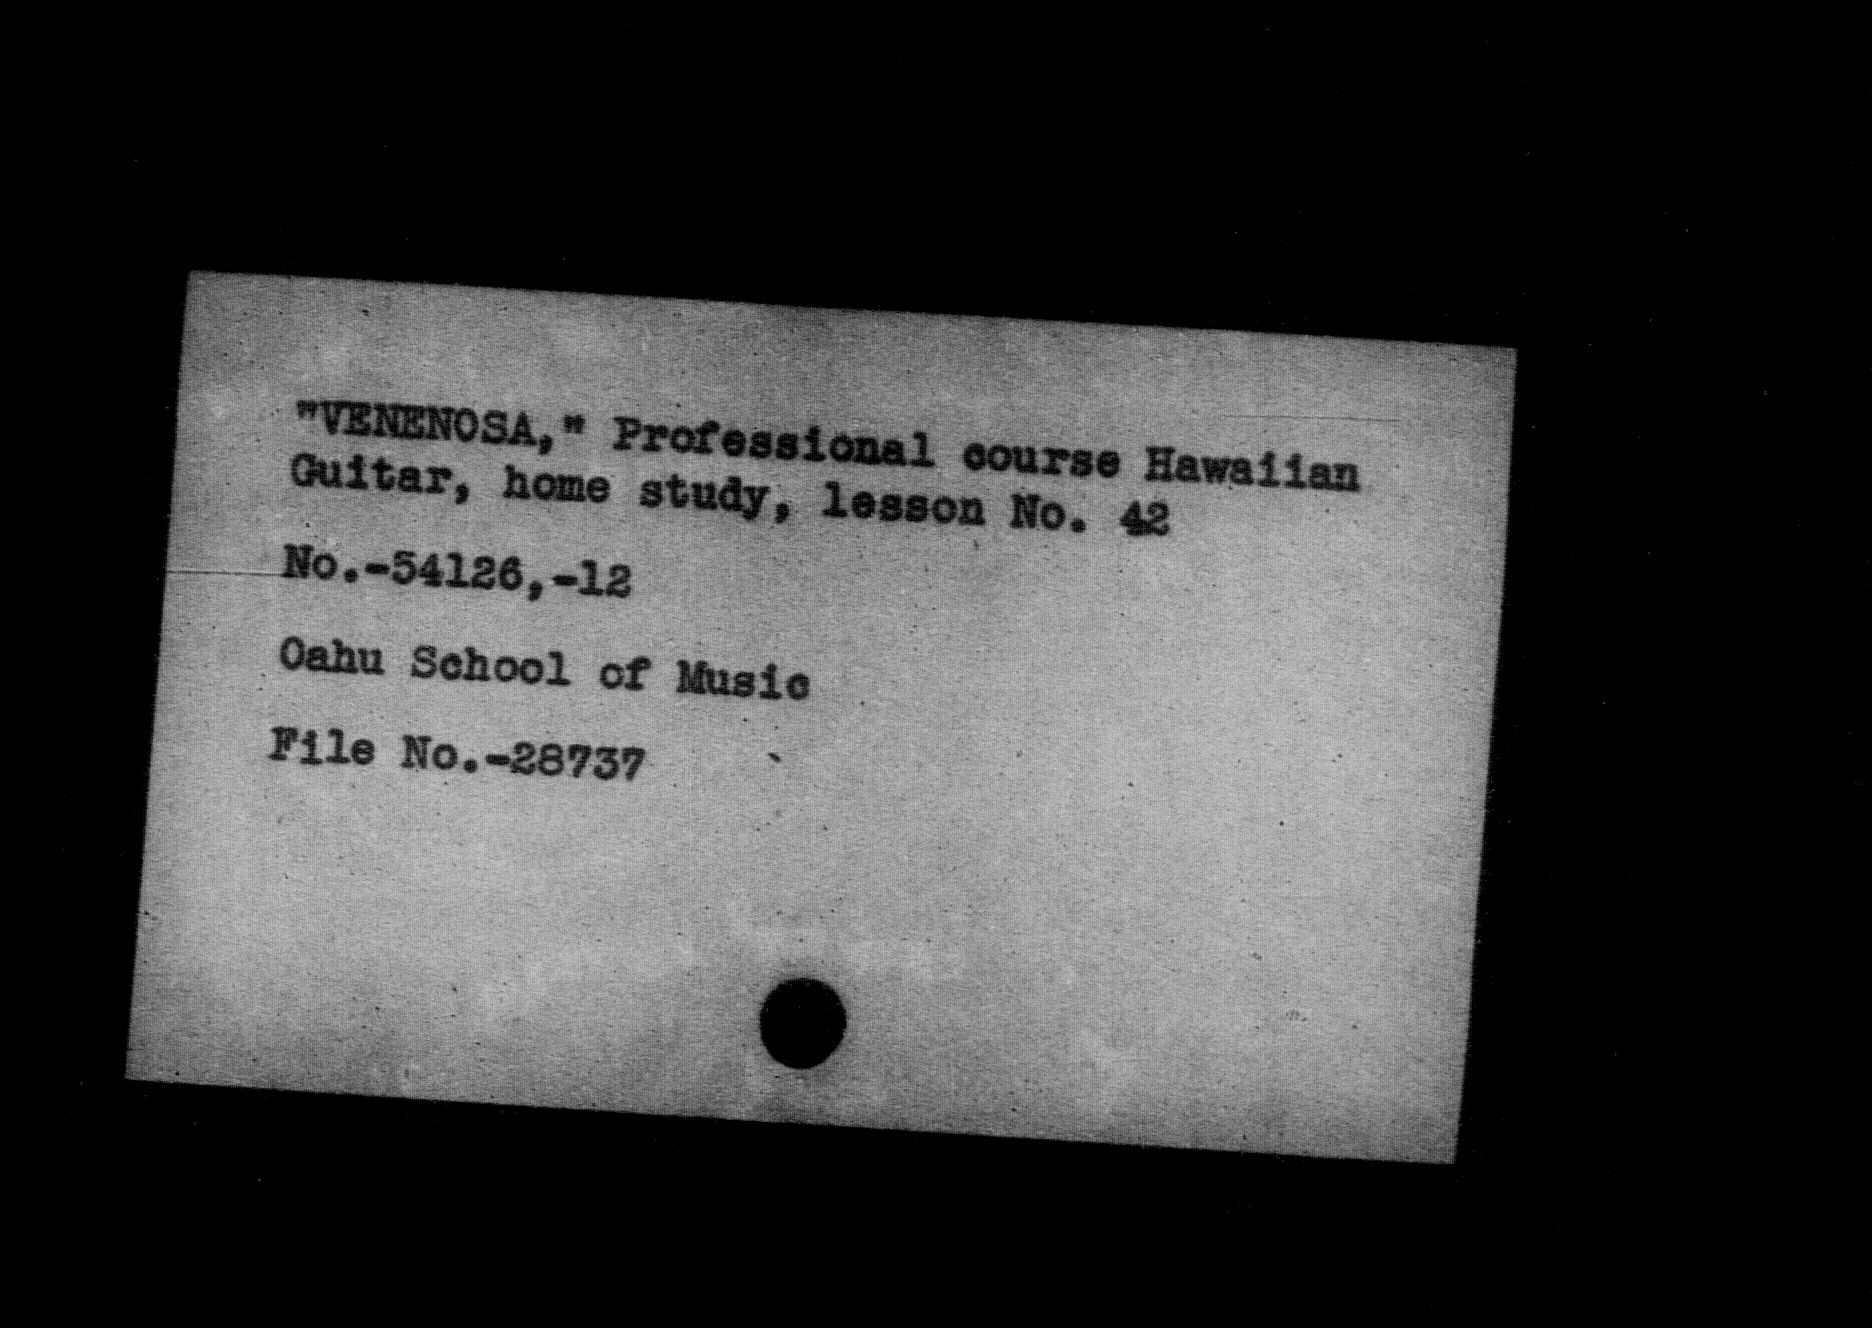 "VENENOSA," Professional course Hawaiian
Guitar, home study, lesson No. 42
No.-54126,-12
Oahu School of Music
File No.-28737